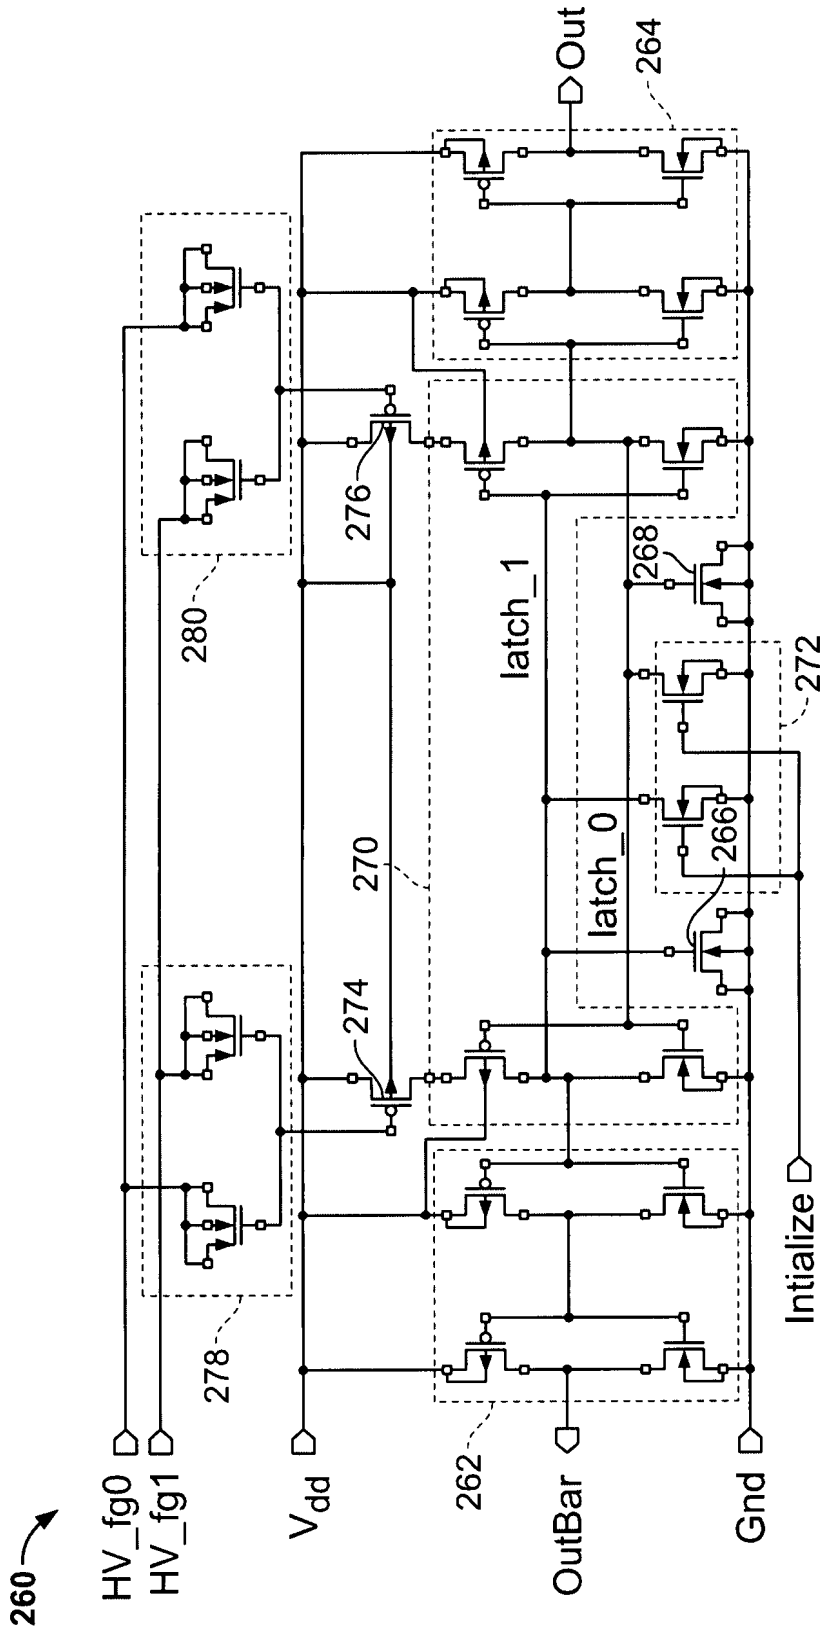 260
HV_fg0
HV_fg1
Vdd
OutBar
Gnd
Intialize
278
262
274
270
latch_0
266
272
268
latch_1
276
280
264
Out